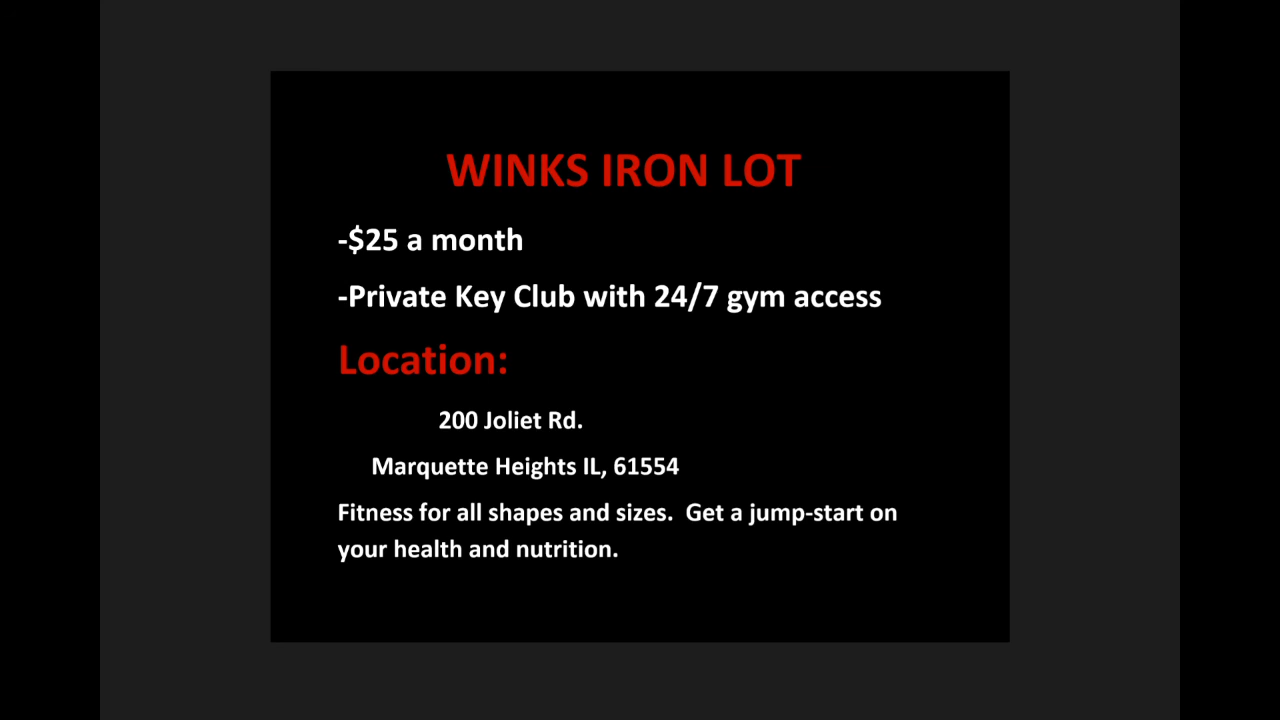 WINKS IRON LOT
-$25 a month
-Private Key Club with 24/7 gym access
Location:
200 Joliet Rd.
Marquette Heights IL, 61554
Fitness for all shapes and sizes.  Get a jump-start on
your health and nutrition.